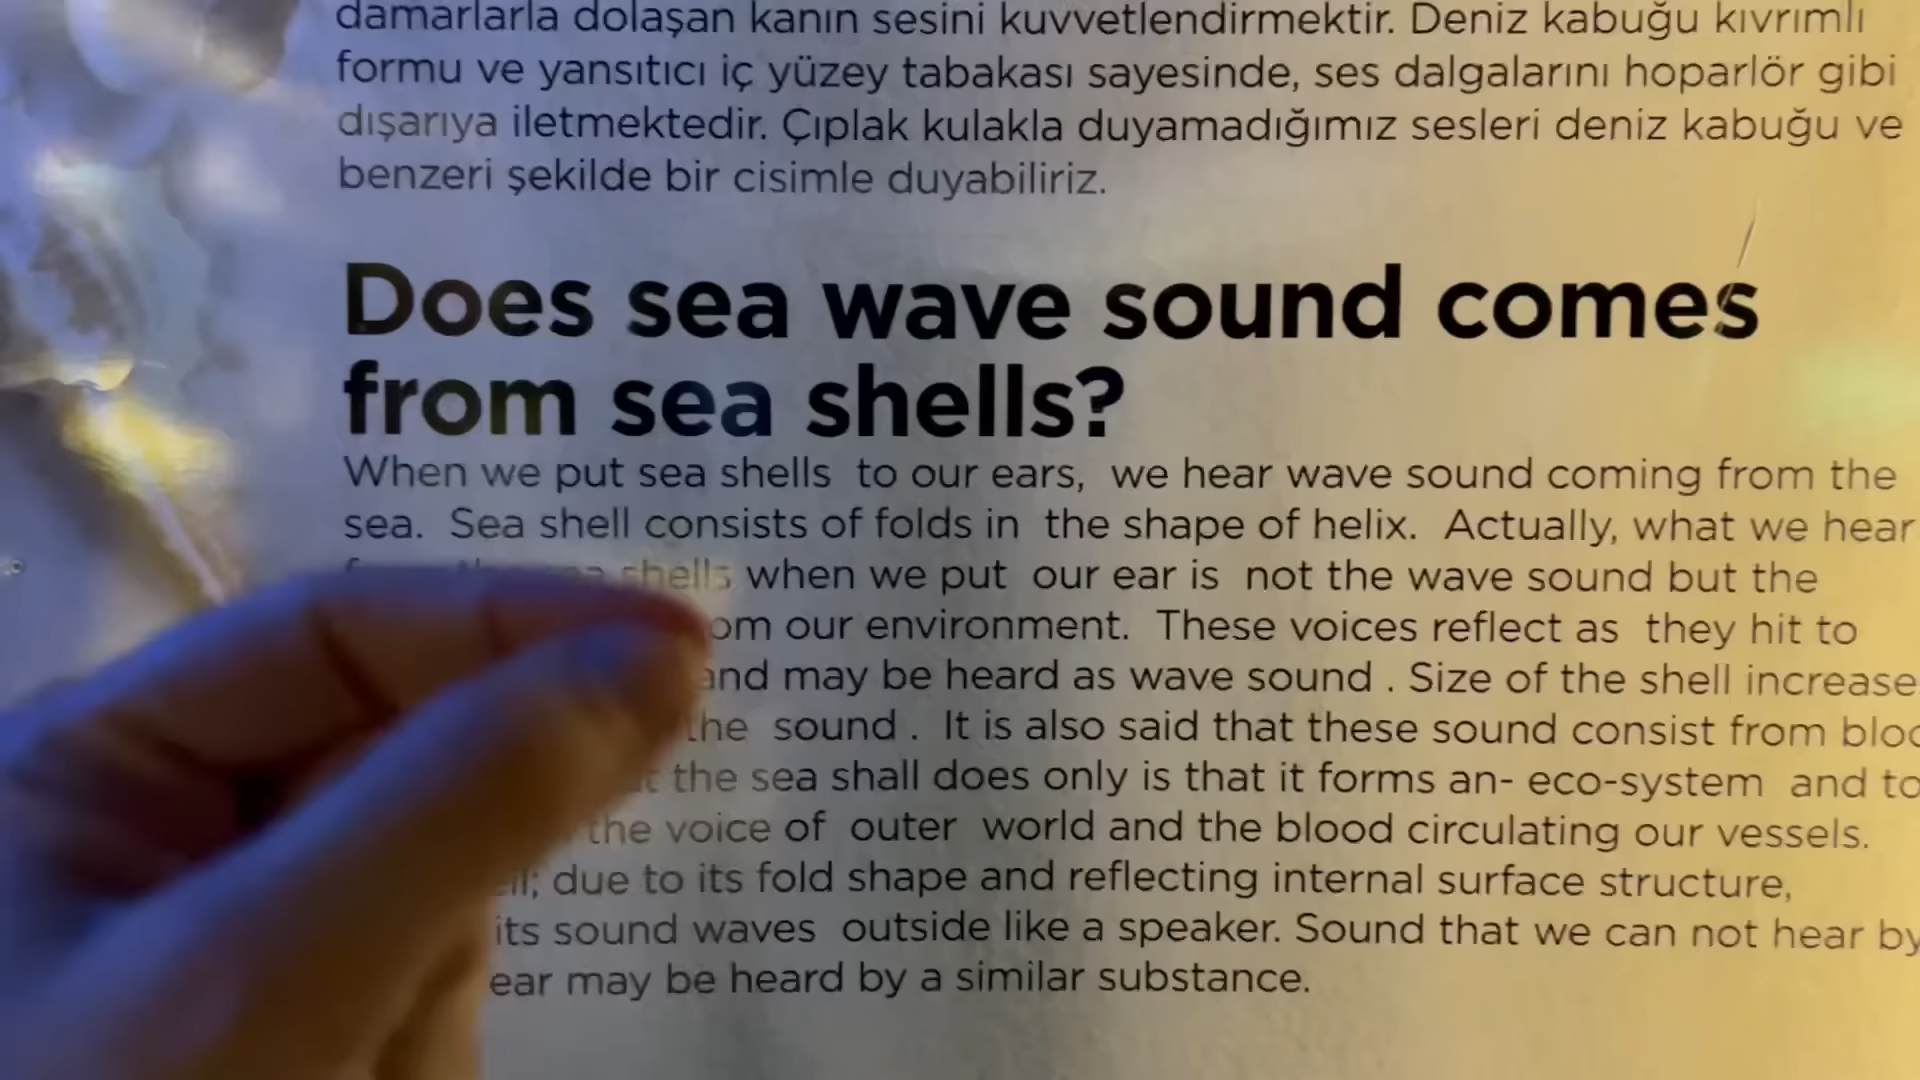 damarlarla dolaşan kanın sesini kuvvetlendirmektir. Deniz kabuğu kıvrımlı
formu ve yansıtıcı iç yüzey tabakası sayesinde, ses dalgalarını hoparlör gibi
dışarıya iletmektedir. Çıplak kulakla duyamadığımız sesleri deniz kabuğu ve
benzeri şekilde bir cisimle duyabiliriz.
Does sea wave sound comes
from sea shells?
When we put sea shells to our ears, we hear wave sound coming from the
sea. Sea shell consists of folds in the shape of helix. Actually, what we hear
shells when we put our ear is not the wave sound but the
our environment. These voices reflect as they hit to
and may be heard as wave sound . Size of the shell increase
the sound . It is also said that these sound consist from
the sea shall does only is that it forms an- eco-system and to
the voice of outer world and the blood circulating our vessels.
due to its fold shape and reflecting internal surface structure,
sound waves outside like a speaker. Sound that we can not hear by
ear may be heard by a similar substance.